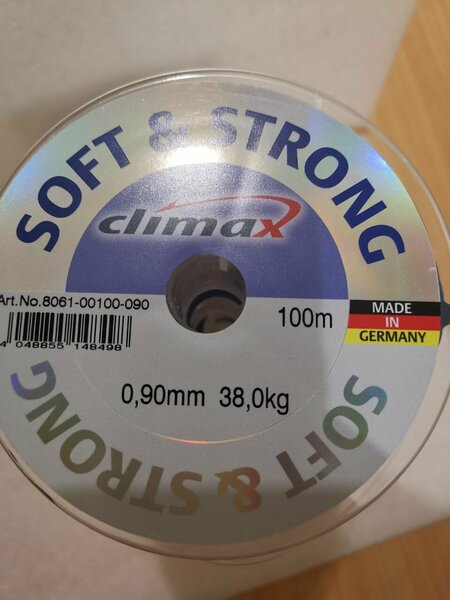 SOFT & STRONG
climax
Art.No.8061-00100-090
4 048855 148498
100m
MADE
IN
GERMANY
0,90mm 38,0kg
SOFT & STRONG